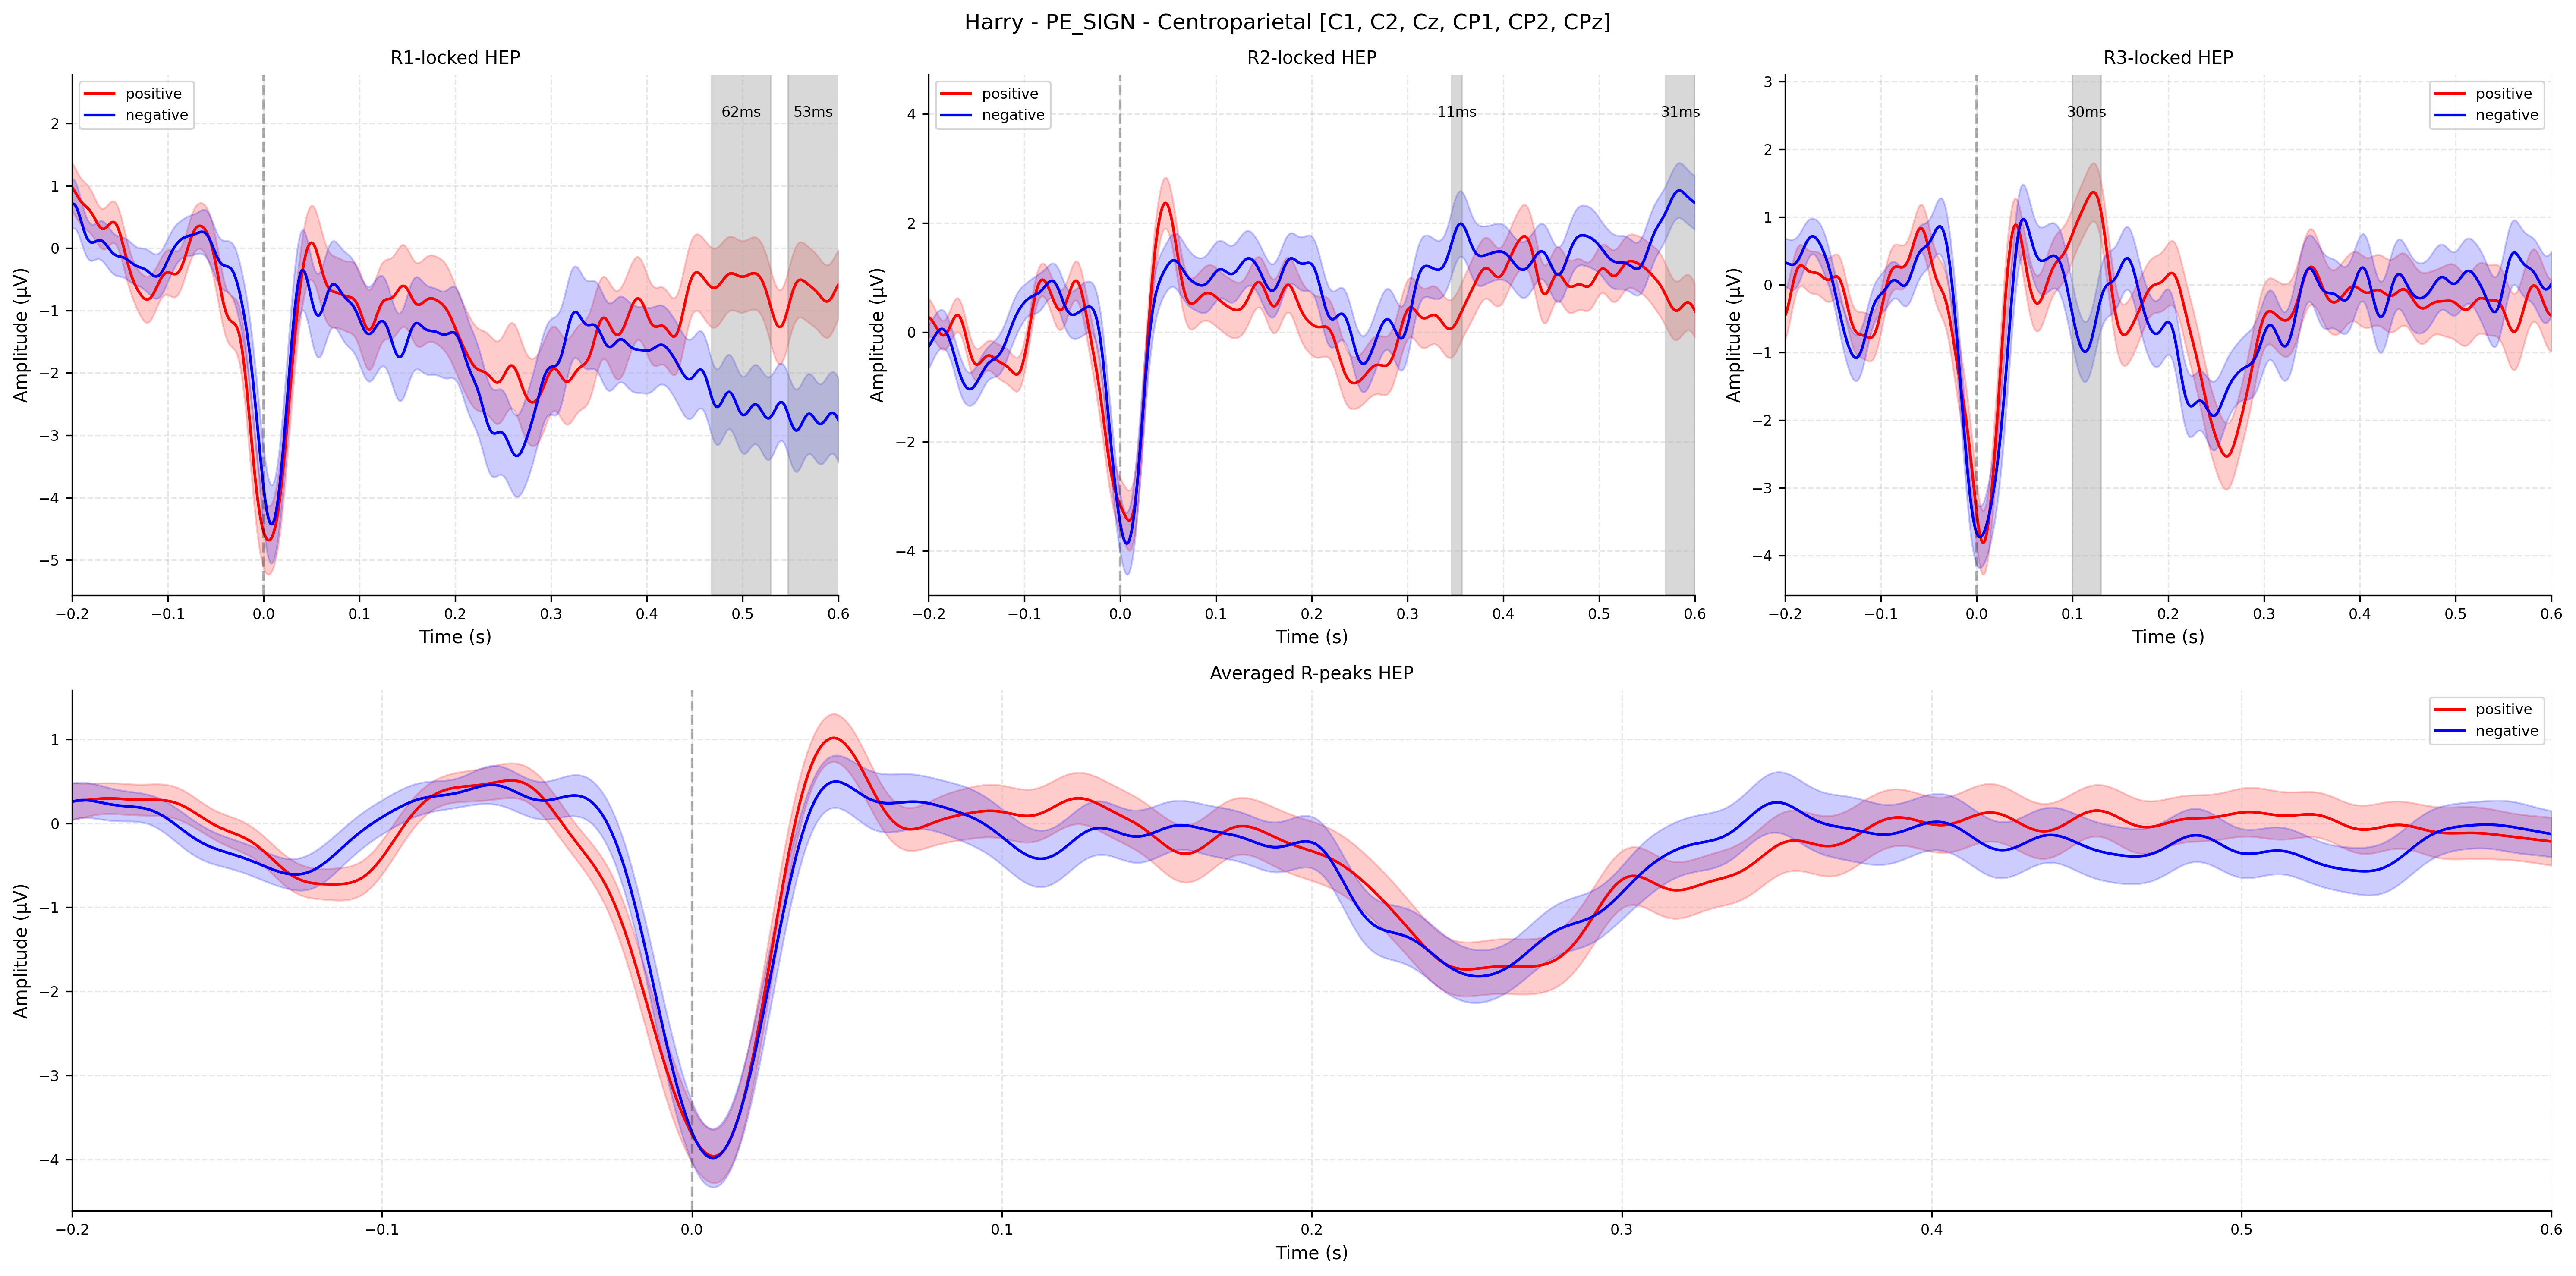 Harry - PE_SIGN - Centroparietal [C1, C2, Cz, CP1, CP2, CPz]
R1-locked HEP
positive
negative
62ms
53ms
2
1
0
−1
−2
−3
−4
−5
Amplitude (µV)
−0.2
−0.1
0.0
0.1
0.2
0.3
0.4
0.5
0.6
Time (s)
R2-locked HEP
positive
negative
11ms
31ms
4
2
0
−2
−4
Amplitude (µV)
−0.2
−0.1
0.0
0.1
0.2
0.3
0.4
0.5
0.6
Time (s)
R3-locked HEP
30ms
positive
negative
3
2
1
0
−1
−2
−3
−4
Amplitude (µV)
−0.2
−0.1
0.0
0.1
0.2
0.3
0.4
0.5
0.6
Time (s)
Averaged R-peaks HEP
positive
negative
1
0
−1
−2
−3
−4
Amplitude (µV)
−0.2
−0.1
0.0
0.1
0.2
0.3
0.4
0.5
0.6
Time (s)